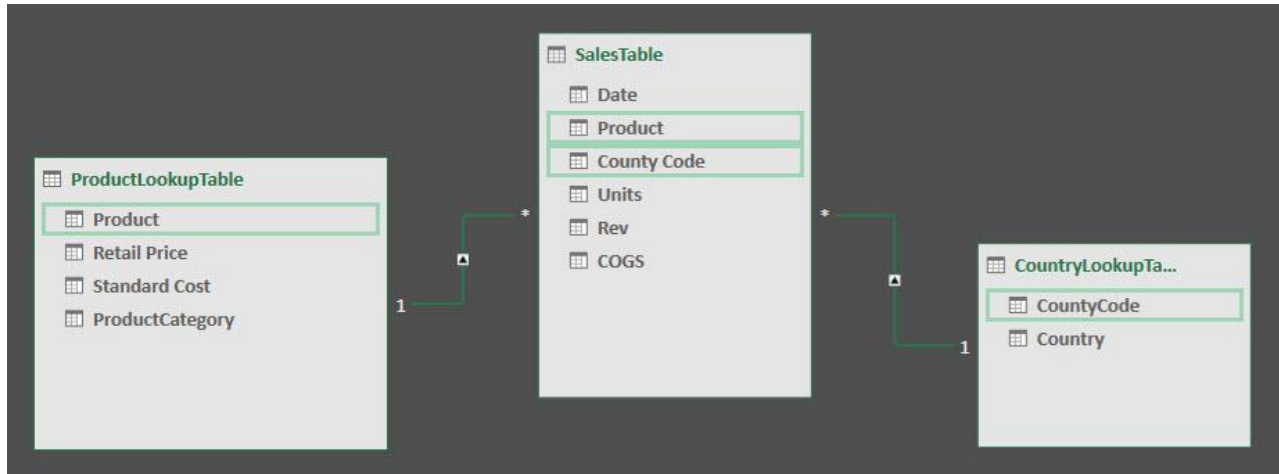 ProductLookupTable
Product
Retail Price
Standard Cost
ProductCategory
1
*
SalesTable
Date
Product
County Code
Units
Rev
COGS
*
1
CountryLookupTa...
CountyCode
Country